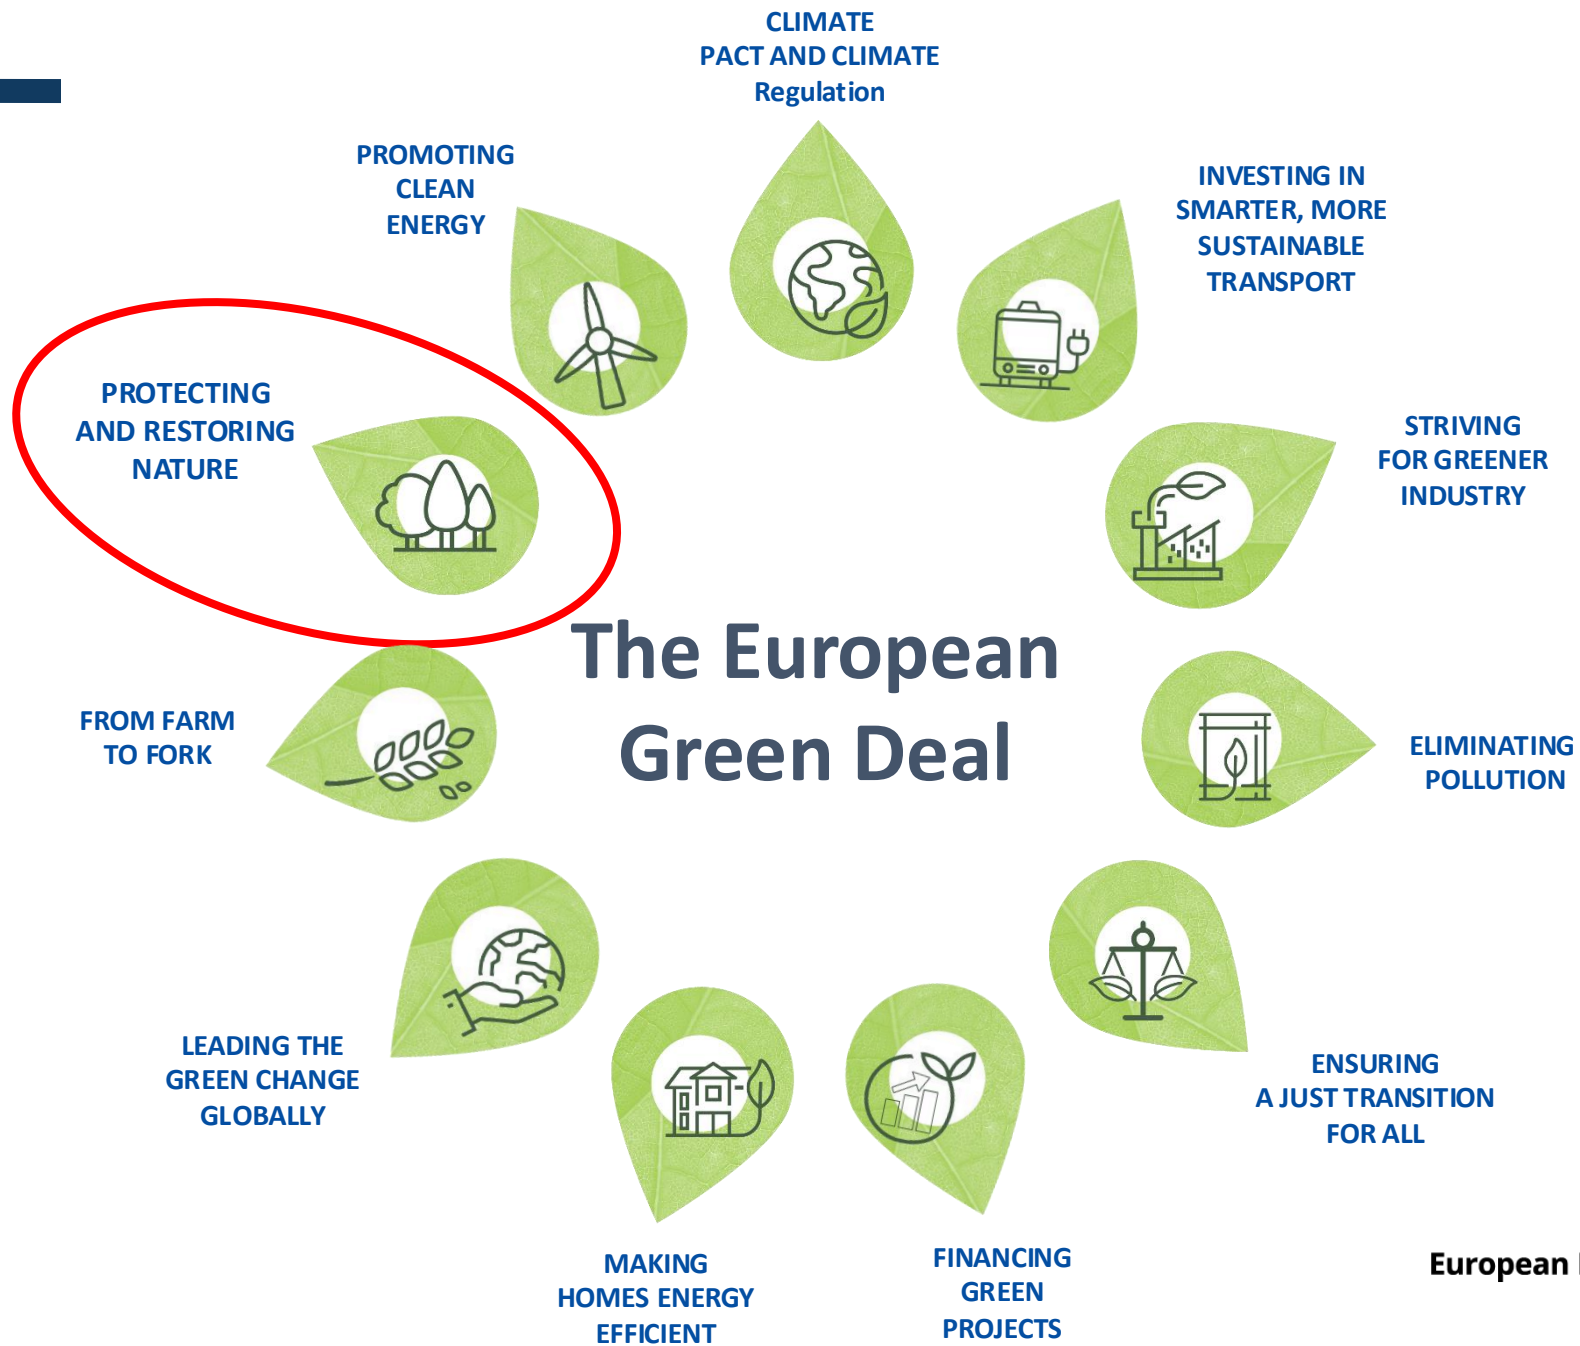 CLIMATE
PACT AND CLIMATE
Regulation
PROMOTING
CLEAN
ENERGY
INVESTING IN
SMARTER, MORE
SUSTAINABLE
TRANSPORT
PROTECTING
AND RESTORING
NATURE
STRIVING
FOR GREENER
INDUSTRY
The European
Green Deal
FROM FARM
TO FORK
ELIMINATING
POLLUTION
LEADING THE
GREEN CHANGE
GLOBALLY
ENSURING
A JUST TRANSITION
FOR ALL
MAKING
HOMES ENERGY
EFFICIENT
FINANCING
GREEN
PROJECTS
European